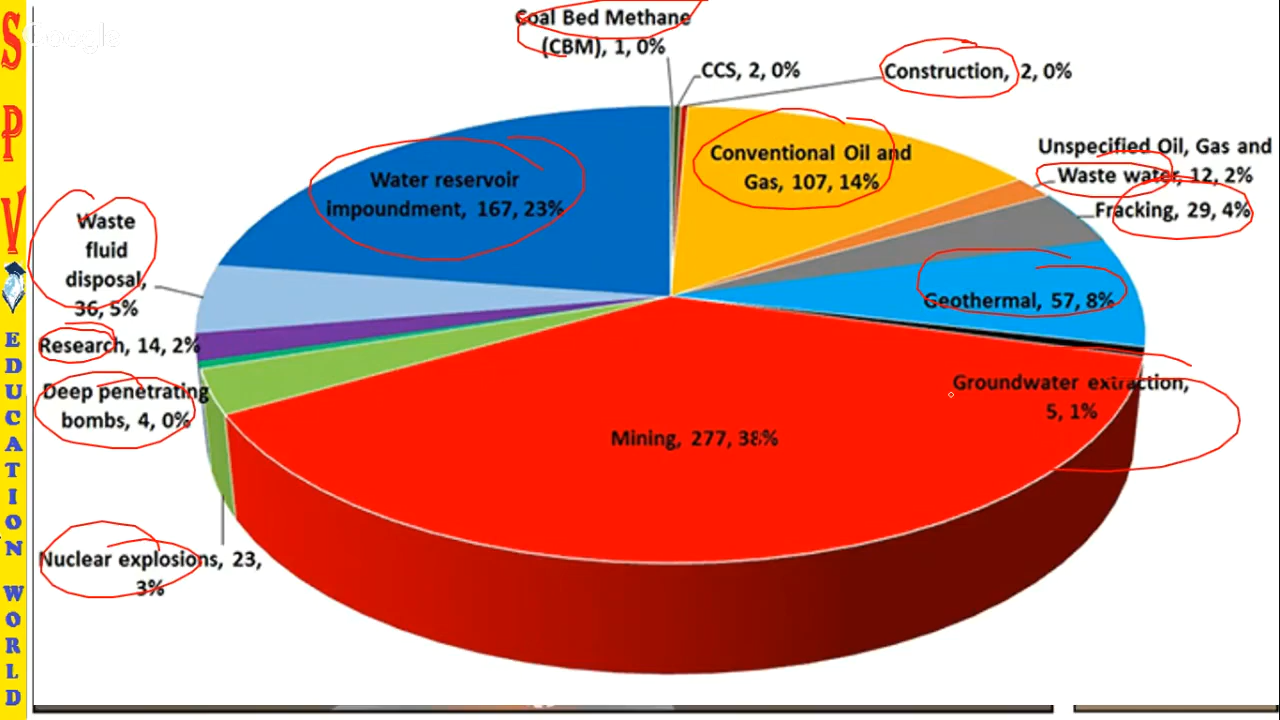 Google
Coal Bed Methane
(CBM), 1, 0%
CCS, 2, 0%
Construction, 2, 0%
Conventional Oil and
Gas, 107, 14%
Unspecified Oil, Gas and
Waste water, 12, 2%
Fracking, 29, 4%
Geothermal, 57, 8%
Groundwater extraction,
5, 1%
Mining, 277, 38%
Water reservoir
impoundment, 167, 23%
Waste
fluid
disposal,
36, 5%
Research, 14, 2%
Deep penetrating
bombs, 4, 0%
Nuclear explosions, 23,
3%
SPV
EDUCATION
WORLD